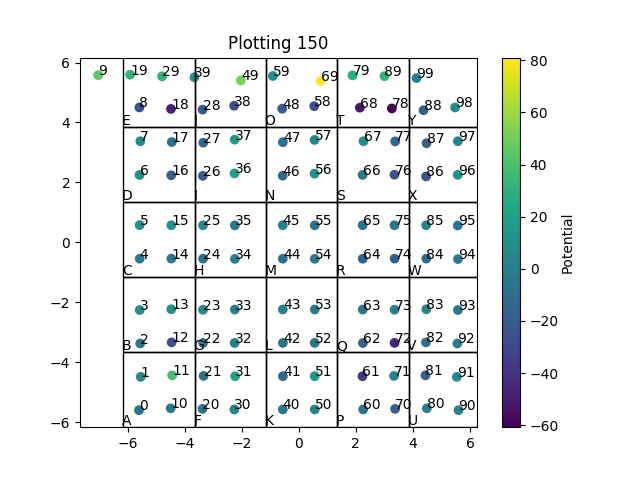 Plotting 150
6 9 19 29 39 49 59 69 79 89 99 80
8 18 28 38 48 58 68 78 88 98
4 E J O T Y 60
7 17 27 37 47 57 67 77 87 97
2 6 16 26 36 46 56 66 76 86 96 40
D I N S X
5 15 25 35 45 55 65 75 85 95 20
0 4 14 24 34 44 54 64 74 84 94 0
C H M R W
−2 3 13 23 33 43 53 63 73 83 93 −20
2 12 22 32 42 52 62 72 82 92
B G L Q V
−4 1 11 21 31 41 51 61 71 81 91 −40
0 10 20 30 40 50 60 70 80 90
−6 A F K P U −60
−6 −4 −2 0 2 4 6
Potential